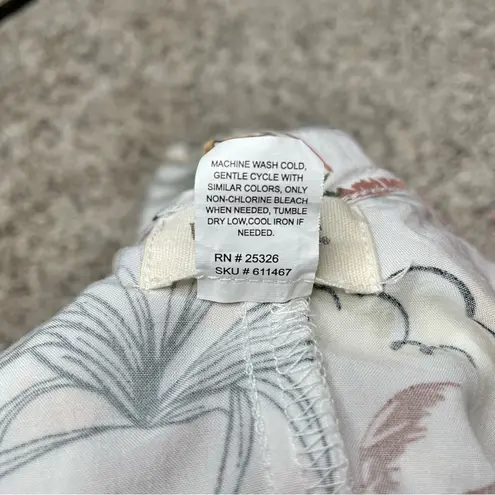 MACHINE WASH COLD,
GENTLE CYCLE WITH
SIMILAR COLORS, ONLY
NON-CHLORINE BLEACH
WHEN NEEDED, TUMBLE
DRY LOW,COOL IRON IF
NEEDED.
RN # 25326
SKU # 611467